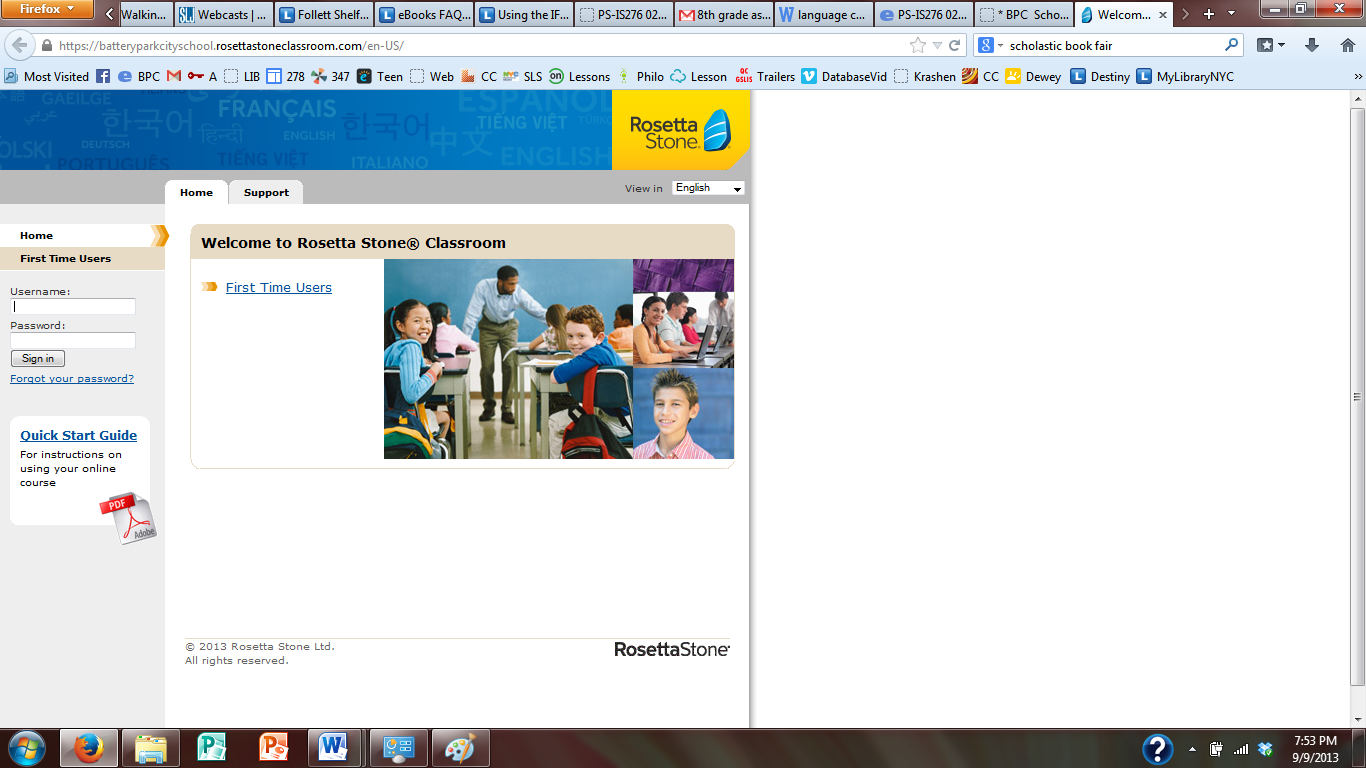 Firefox
Walkin...
Webcasts | ...
Follett Shelf...
eBooks FAQ...
Using the IF...
PS-IS276 02...
8th grade as...
language c...
PS-IS276 02...
* BPC Scho...
Welcom...
https://batteryparkcityschool.rosettastoneclassroom.com/en-US/
scholastic book fair
Most Visited
BPC
A
LIB
278
347
Teen
Web
CC
SLS
Lessons
Philo
Lesson
Trailers
DatabaseVid
Krashen
CC
Dewey
Destiny
MyLibraryNYC
GAEILGE
FRANÇAIS
ESPAÑOL
한국어
한국어
TIẾNG VIỆT
हिन्दी
ENGLISH
DEUTSCH
中文
OLSKI
PORTUGUÊS
TIẾNG VIỆT
ITALIANO
ENGLISH
Rosetta
Stone
Home
Support
View in
English
Home
First Time Users
Welcome to Rosetta Stone® Classroom
First Time Users
Username:
Password:
Sign in
Forgot your password?
Quick Start Guide
For instructions on
using your online
course
PDF
Adobe
© 2013 Rosetta Stone Ltd.
All rights reserved.
RosettaStone
7:53 PM
9/9/2013